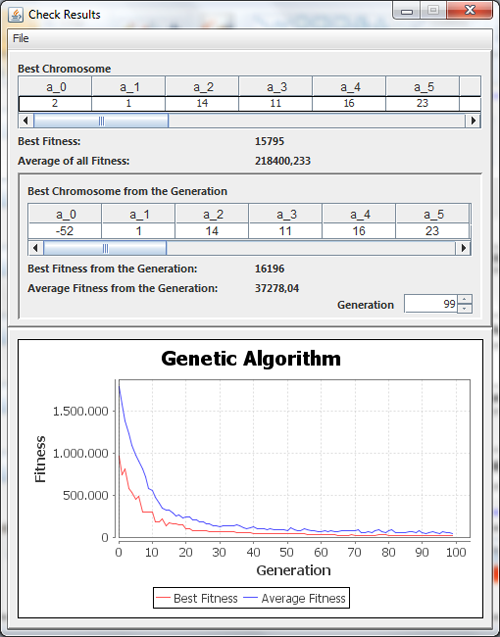 Check Results
File
Best Chromosome
a_0 a_1 a_2 a_3 a_4 a_5
2 1 14 11 16 23
Best Fitness: 15795
Average of all Fitness: 218400,233
Best Chromosome from the Generation
a_0 a_1 a_2 a_3 a_4 a_5
-52 1 14 11 16 23
Best Fitness from the Generation: 16196
Average Fitness from the Generation: 37278,04
Generation 99
Genetic Algorithm
1.500.000
1.000.000
500.000
0
Fitness
0 10 20 30 40 50 60 70 80 90 100
Generation
Best Fitness Average Fitness